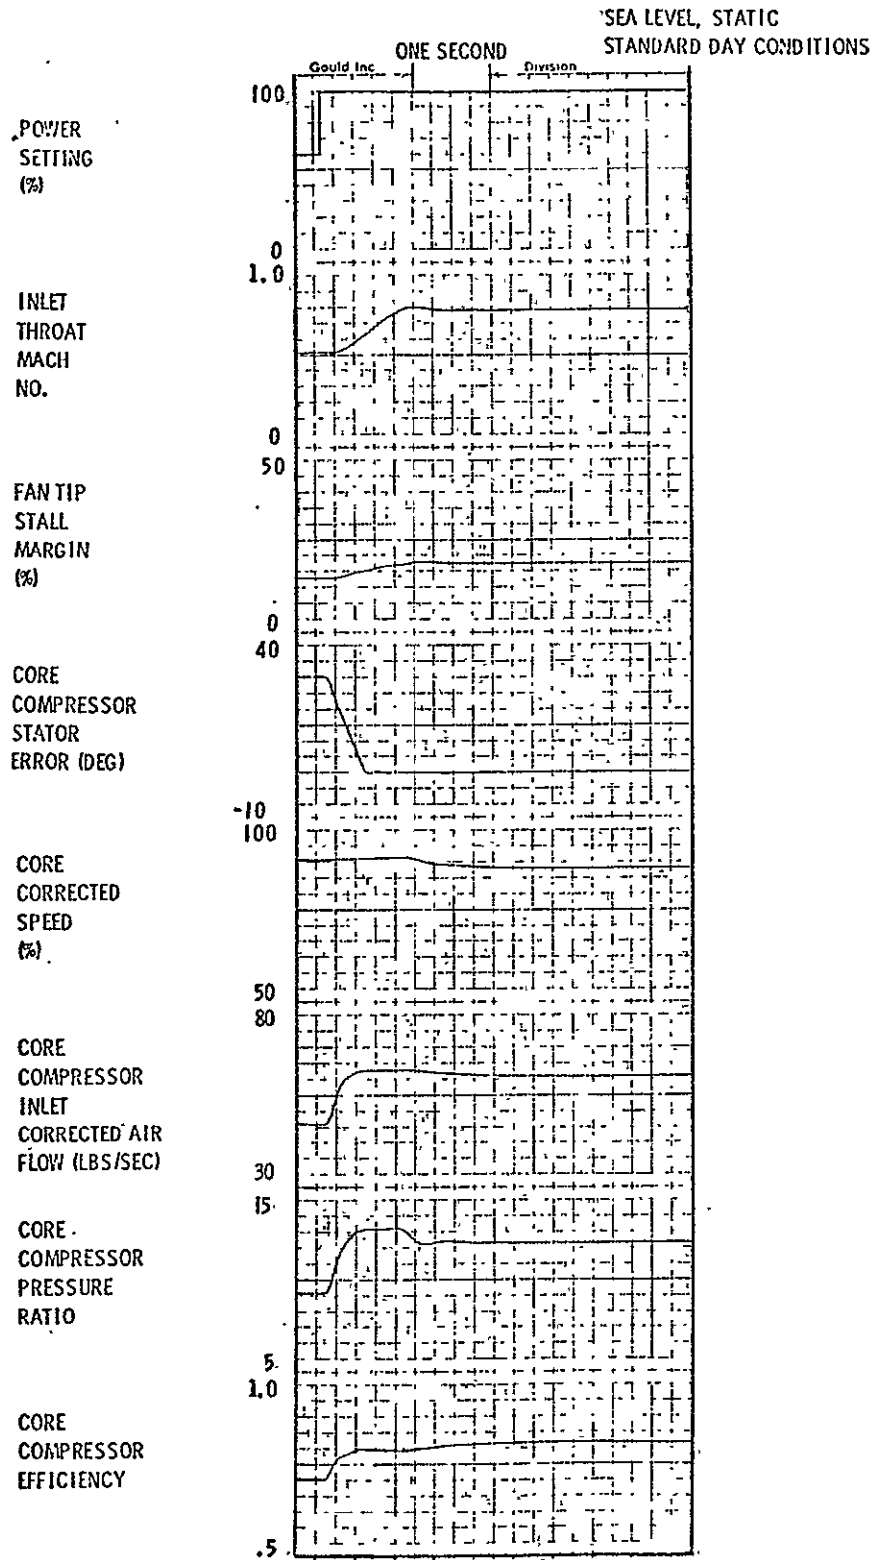 SEA LEVEL, STATIC
STANDARD DAY CONDITIONS
ONE SECOND
Gould Inc
Division
POWER
SETTING
(%)
100
0
INLET
THROAT
MACH
NO.
1.0
0
FAN TIP
STALL
MARGIN
(%)
50
0
CORE
COMPRESSOR
STATOR
ERROR (DEG)
40
-10
CORE
CORRECTED
SPEED
(%)
100
50
CORE
COMPRESSOR
INLET
CORRECTED AIR
FLOW (LBS/SEC)
80
30
CORE
COMPRESSOR
PRESSURE
RATIO
15
5
CORE
COMPRESSOR
EFFICIENCY
1.0
.5